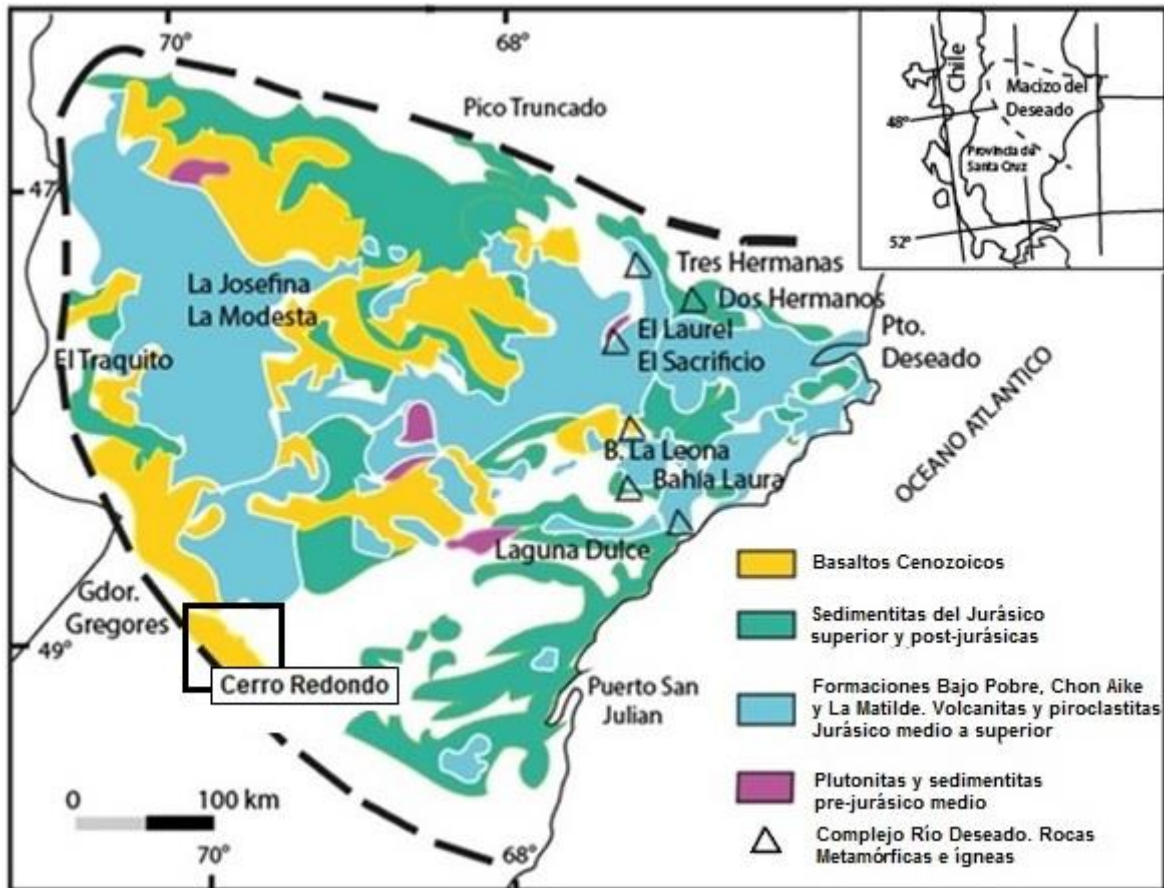 70°
68°
Chile
Macizo del
Deseado
48°
Provincia de
Santa Cruz
52°
Pico Truncado
47°
Tres Hermanas
La Josefina
La Modesta
Dos Hermanos
El Laurel
El Sacrificio
Pto.
Deseado
El Traquito
OCEANO ATLANTICO
B. La Leona
Bahía Laura
Laguna Dulce
Gdor.
Gregores
49°
Cerro Redondo
Puerto San
Julian
Basaltos Cenozoicos
Sedimentitas del Jurásico
superior y post-jurásicas
Formaciones Bajo Pobre, Chon Aike
y La Matilde. Volcanitas y piroclastitas
Jurásico medio a superior
Plutonitas y sedimentitas
pre-jurásico medio
Complejo Río Deseado. Rocas
Metamórficas e ígneas
0 100 km
70°
68°